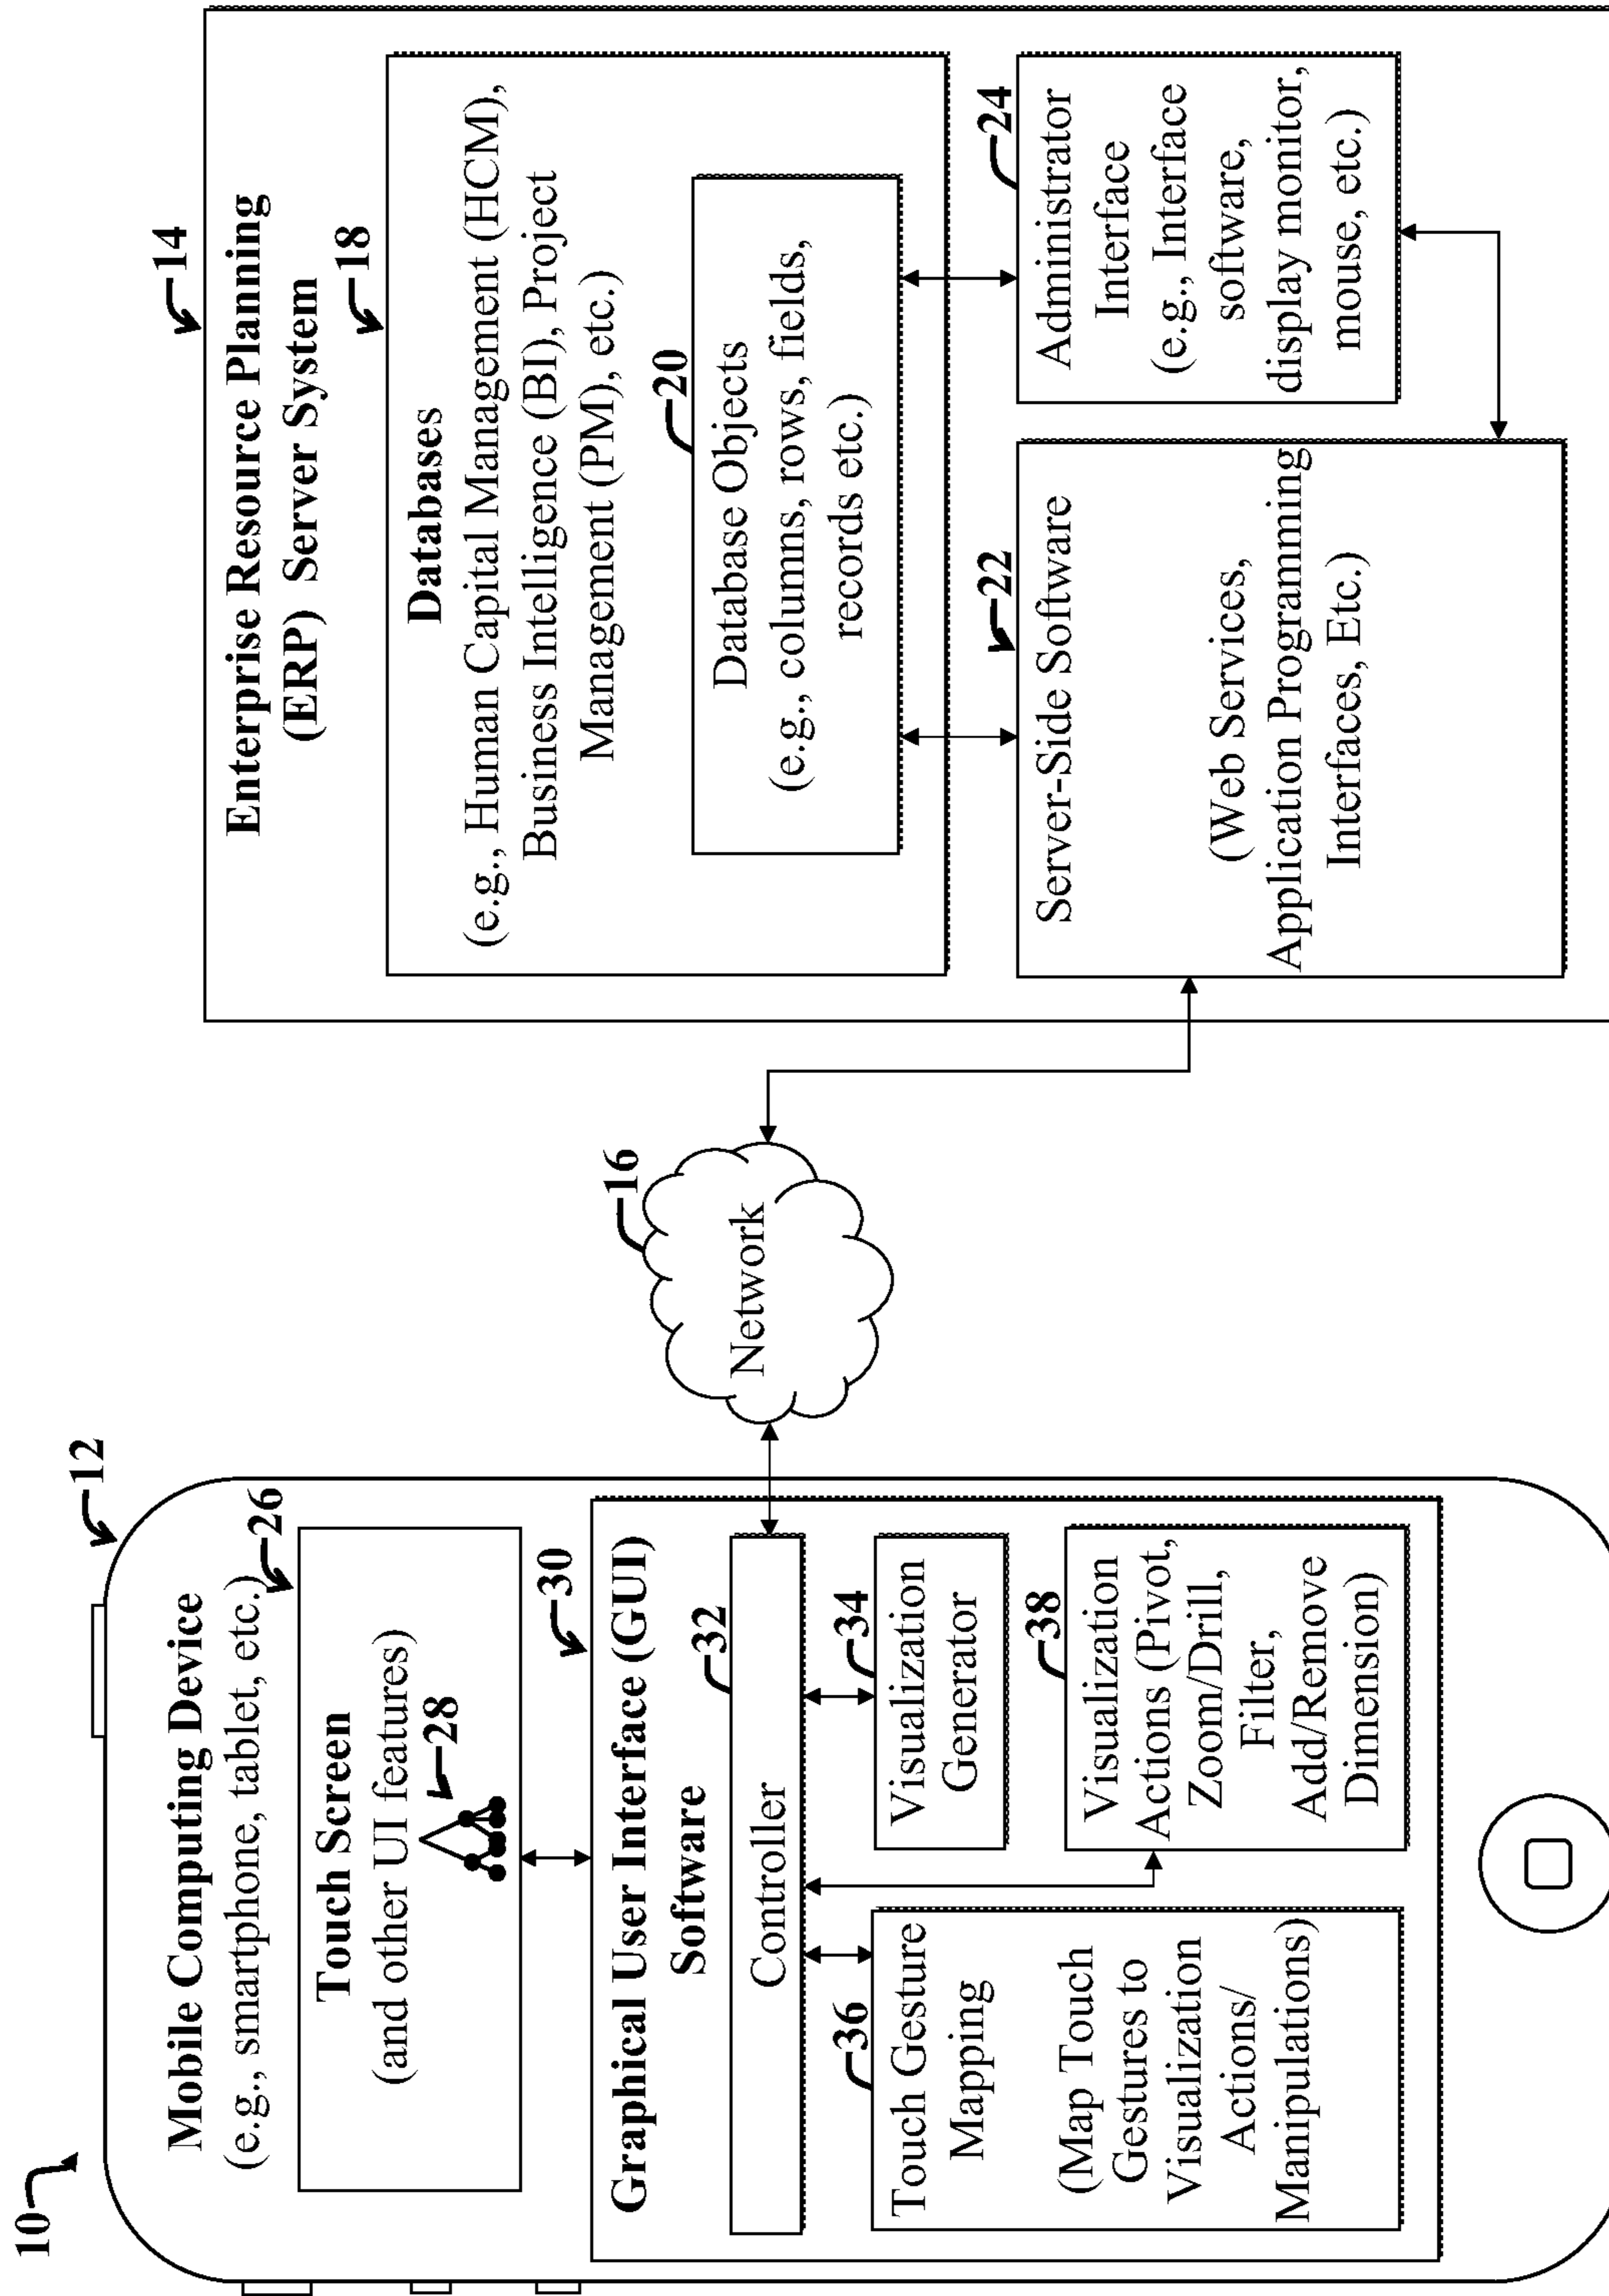 10
12
Mobile Computing Device
(e.g., smartphone, tablet, etc.)
26
Touch Screen
(and other UI features)
28
30
Graphical User Interface (GUI)
Software
32
Controller
34
Visualization
Generator
36
Touch Gesture
Mapping
(Map Touch
Gestures to
Visualization
Actions/
Manipulations)
38
Visualization
Actions (Pivot,
Zoom/Drill,
Filter,
Add/Remove
Dimension)
16
Network
14
Enterprise Resource Planning
(ERP) Server System
18
Databases
(e.g., Human Capital Management (HCM),
Business Intelligence (BI), Project
Management (PM), etc.)
20
Database Objects
(e.g., columns, rows, fields,
records etc.)
22
Server-Side Software
(Web Services,
Application Programming
Interfaces, Etc.)
24
Administrator
Interface
(e.g., Interface
software,
display monitor,
mouse, etc.)